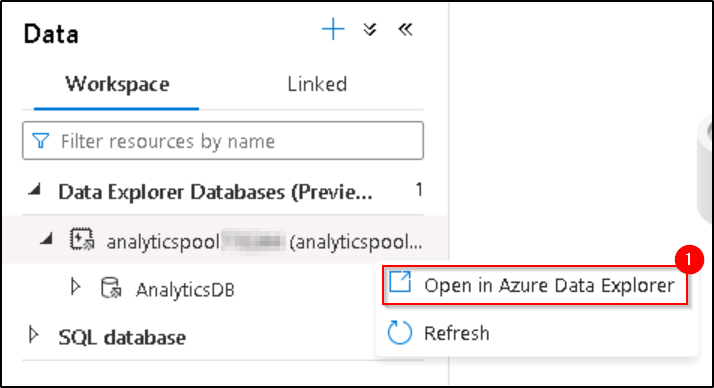 Data
Workspace
Linked
Filter resources by name
Data Explorer Databases (Previe... 1
analyticspool (analyticspool...
1
Open in Azure Data Explorer
AnalyticsDB
Refresh
SQL database